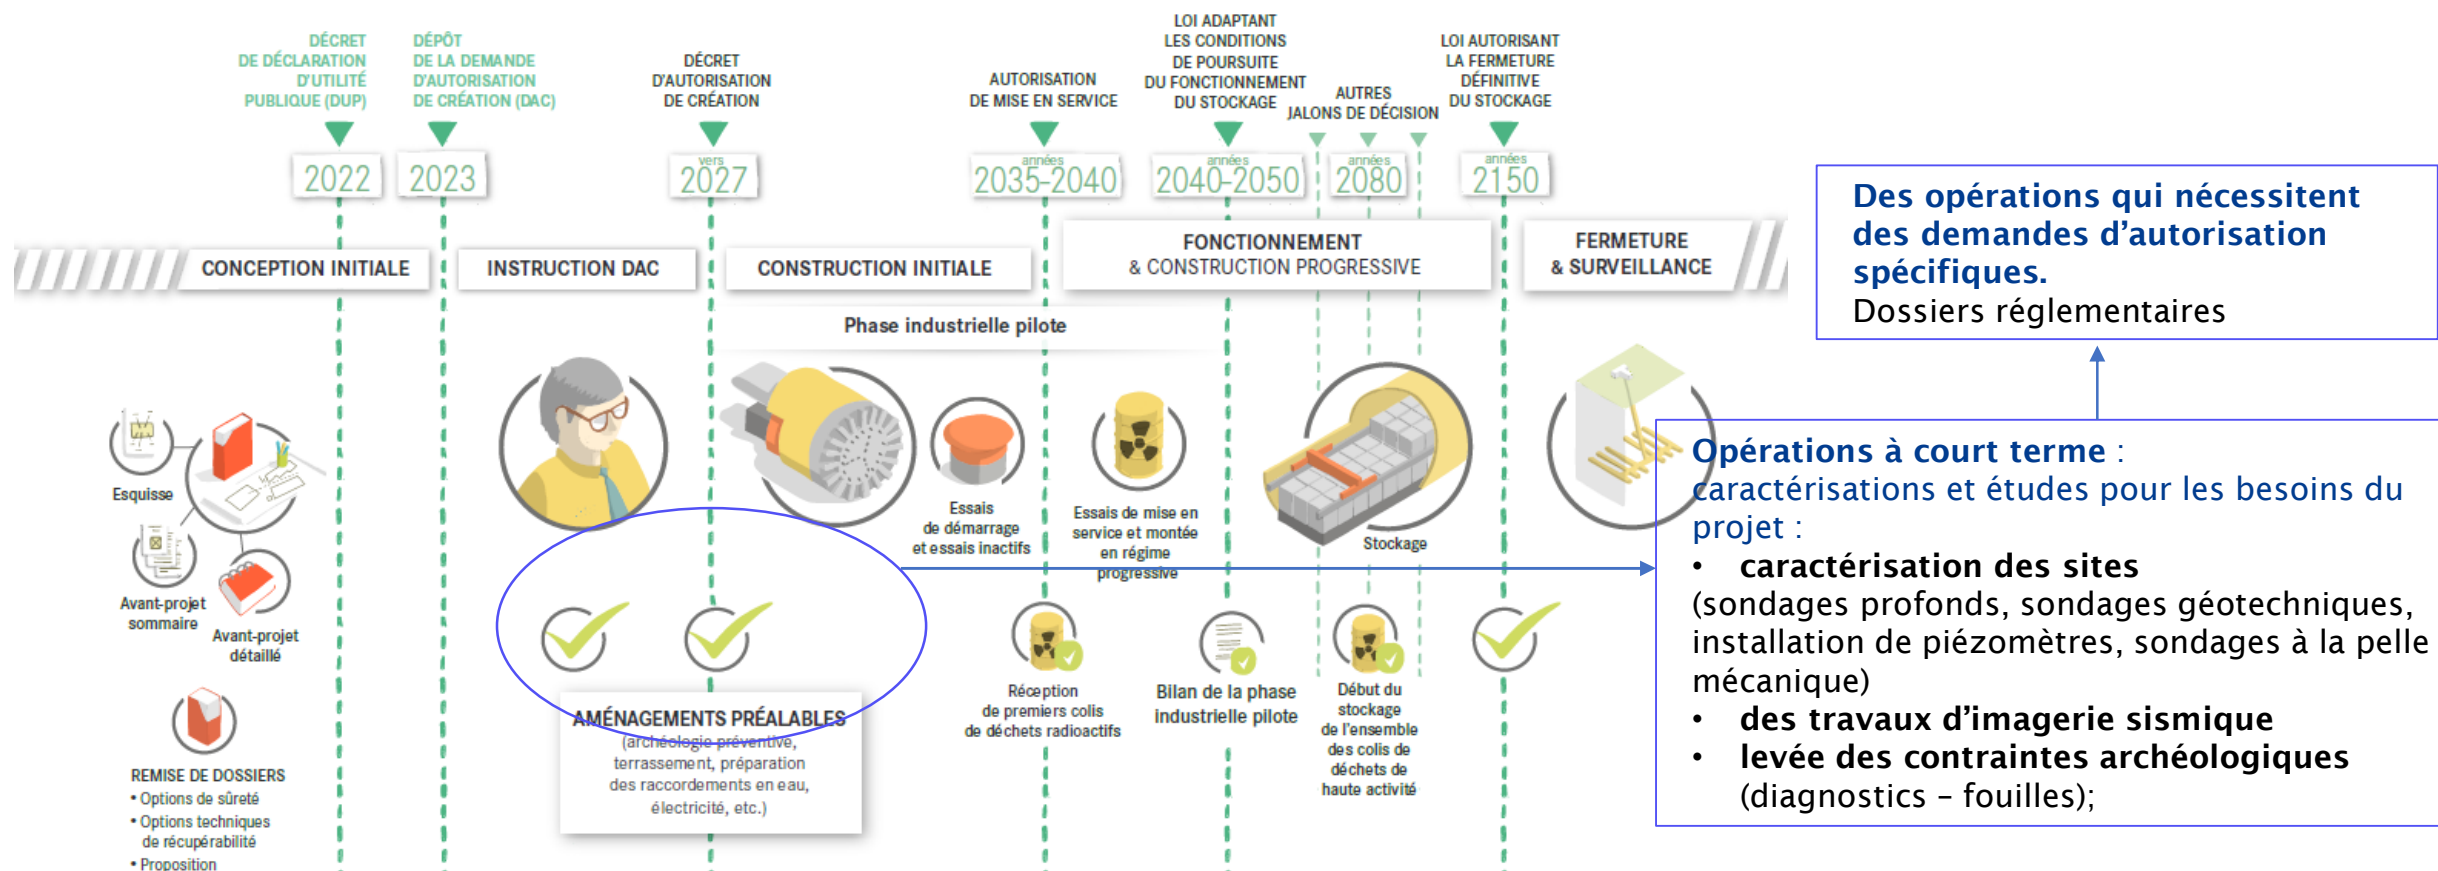 DÉCRET
DE DÉCLARATION
D'UTILITÉ
PUBLIQUE (DUP)
2022
DÉPÔT
DE LA DEMANDE
D'AUTORISATION
DE CRÉATION (DAC)
2023
DÉCRET
D'AUTORISATION
DE CRÉATION
vers
2027
AUTORISATION
DE MISE EN SERVICE
années
2035-2040
LOI ADAPTANT
LES CONDITIONS
DE POURSUITE
DU FONCTIONNEMENT
DU STOCKAGE
années
2040-2050
AUTRES
JALONS DE DÉCISION
années
2080
LOI AUTORISANT
LA FERMETURE
DÉFINITIVE
DU STOCKAGE
années
2150
CONCEPTION INITIALE
INSTRUCTION DAC
CONSTRUCTION INITIALE
FONCTIONNEMENT
& CONSTRUCTION PROGRESSIVE
FERMETURE
& SURVEILLANCE
Phase industrielle pilote
Esquisse
Avant-projet
sommaire
Avant-projet
détaillé
REMISE DE DOSSIERS
• Options de sûreté
• Options techniques
de récupérabilité
• Proposition
AMÉNAGEMENTS PRÉALABLES
(archéologie préventive,
terrassement, préparation
des raccordements en eau,
électricité, etc.)
Essais
de démarrage
et essais inactifs
Essais de mise en
service et montée
en régime
progressive
Réception
de premiers colis
de déchets radioactifs
Bilan de la phase
industrielle pilote
Stockage
Début du
stockage
de l'ensemble
des colis de
déchets de
haute activité
Des opérations qui nécessitent
des demandes d’autorisation
spécifiques.
Dossiers réglementaires
Opérations à court terme :
caractérisations et études pour les besoins du
projet :
• caractérisation des sites
(sondages profonds, sondages géotechniques,
installation de piézomètres, sondages à la pelle
mécanique)
• des travaux d’imagerie sismique
• levée des contraintes archéologiques
(diagnostics – fouilles);